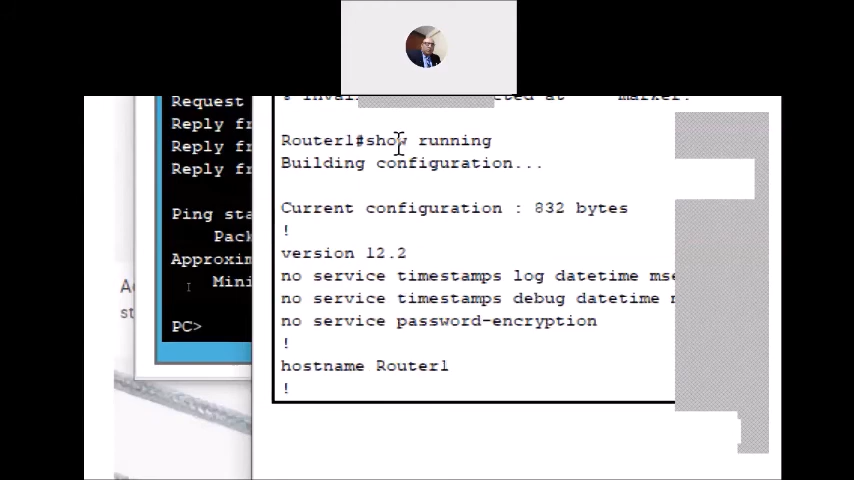 Request
Reply fr
Reply fr
Reply fr
Ping sta
Pack
Approxim
Mini
PC>
st
Router1#show running
Building configuration...
Current configuration : 832 bytes
!
version 12.2
no service timestamps log datetime mse
no service timestamps debug datetime
no service password-encryption
!
hostname Router1
!